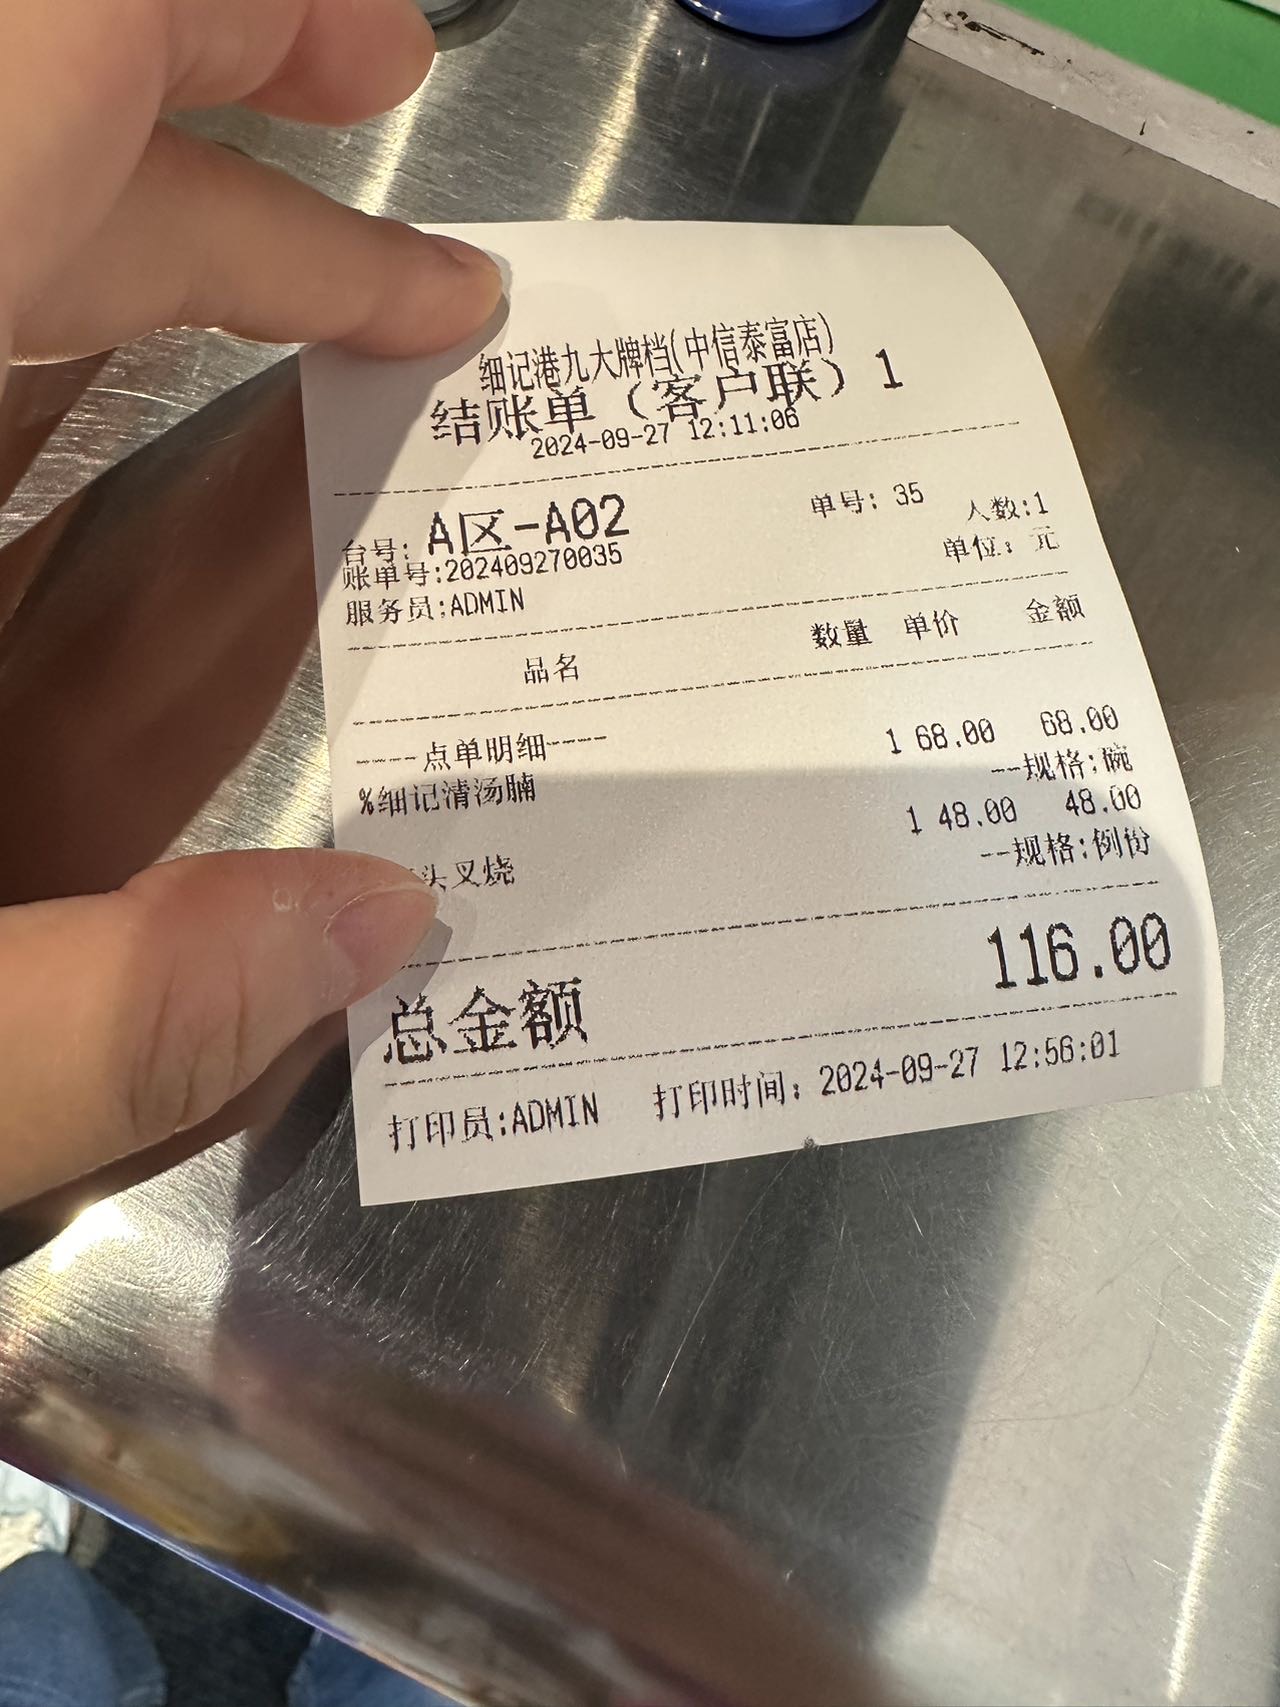 细记港九大牌档(中信泰富店)
结账单（客户联）1
2024-09-27 12:11:06
台号: A区-A02 单号: 35 人数:1
账单号:202409270035 单位: 元
服务员:ADMIN
品名 数量 单价 金额
----点单明细----
%细记清汤腩 1 68.00 68.00
--规格:碗
头叉烧 1 48.00 48.00
--规格:例份
总金额 116.00
打印员:ADMIN 打印时间: 2024-09-27 12:56:01